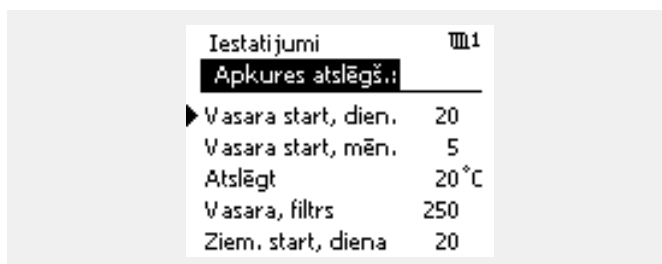 Iestatijumi 1
Apkures atslēgš.:
Vasara start, dien. 20
Vasara start, mēn. 5
Atslēgt 20°C
Vasara, filtrs 250
Ziem. start, diena 20